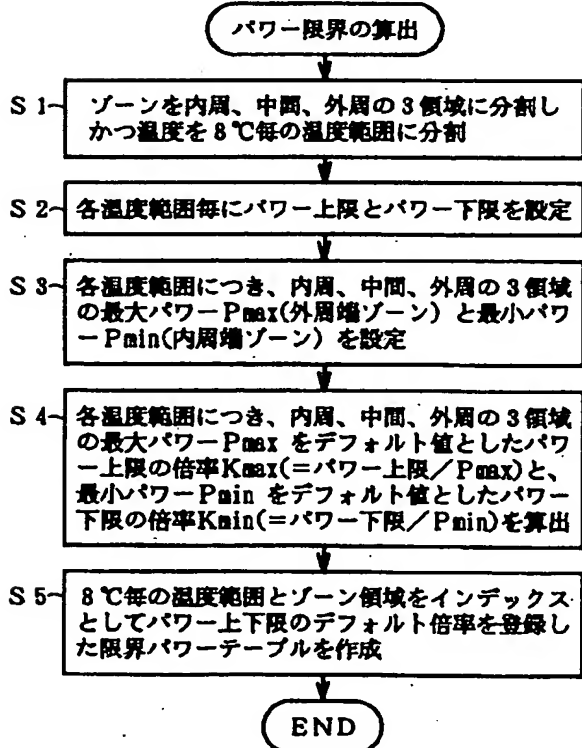 パワー限界の算出
S1 ゾーンを内周、中間、外周の3領域に分割し
かつ温度を8℃毎の温度範囲に分割
S2 各温度範囲毎にパワー上限とパワー下限を設定
S3 各温度範囲につき、内周、中間、外周の3領域
の最大パワーPmax(外周端ゾーン)と最小パワ
ーPmin(内周端ゾーン)を設定
S4 各温度範囲につき、内周、中間、外周の3領域
の最大パワーPmaxをデフォルト値としたパワ
ー上限の倍率Kmax(=パワー上限/Pmax)と、
最小パワーPminをデフォルト値としたパワー
下限の倍率Kmin(=パワー下限/Pmin)を算出
S5 8℃毎の温度範囲とゾーン領域をインデックス
としてパワー上下限のデフォルト倍率を登録し
た限界パワーテーブルを作成
END